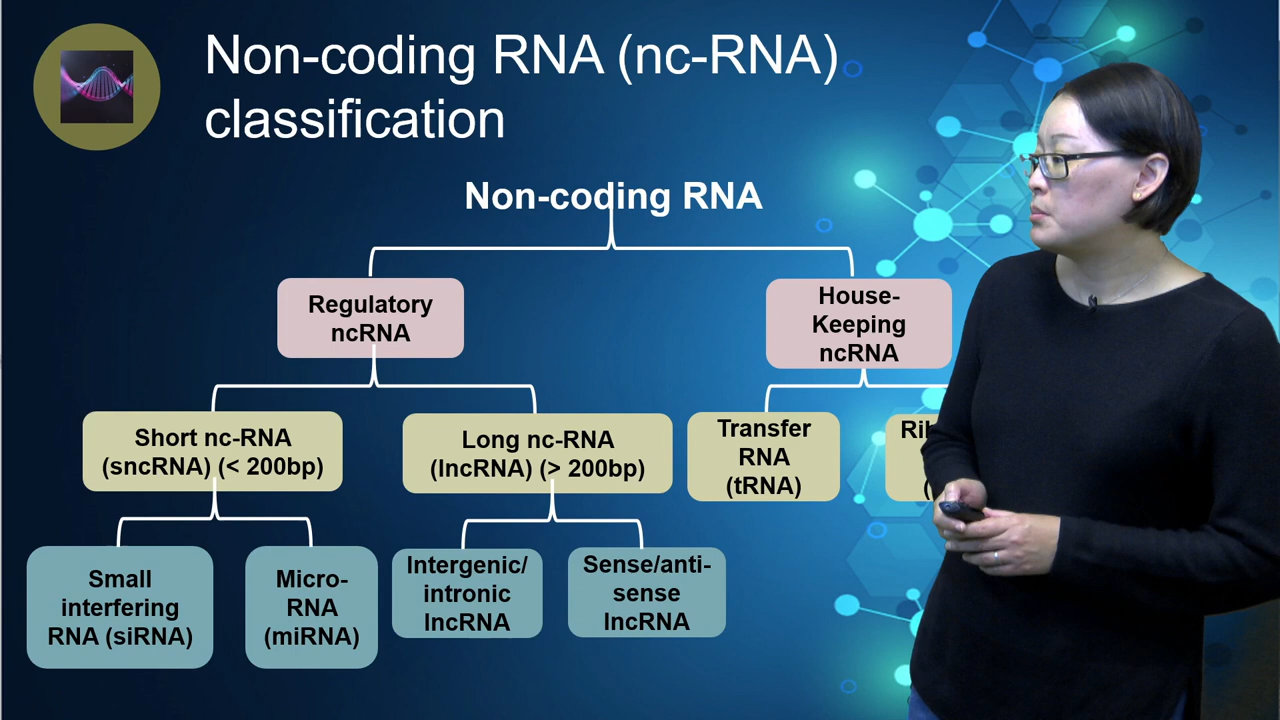 Non-coding RNA (nc-RNA)
classification
Non-coding RNA
Regulatory
ncRNA
House-
Keeping
ncRNA
Short nc-RNA
(sncRNA) (< 200bp)
Long nc-RNA
(lncRNA) (> 200bp)
Transfer
RNA
(tRNA)
Small
interfering
RNA (siRNA)
Micro-
RNA
(miRNA)
Intergenic/
intronic
lncRNA
Sense/anti-
sense
lncRNA